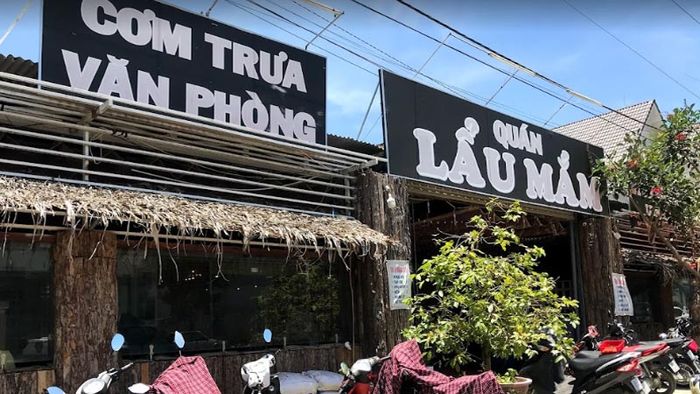 CƠM TRƯA
VĂN PHÒNG
QUÁN
LẨU MẮM